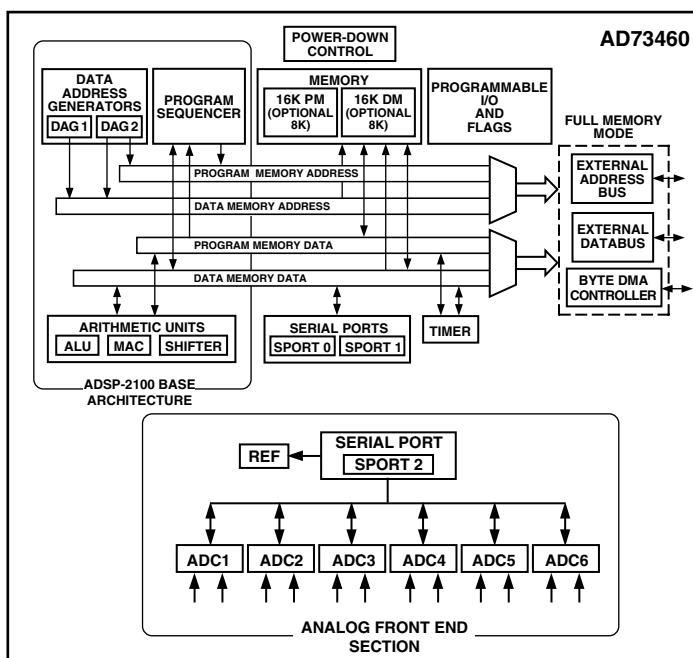 AD73460
POWER-DOWN
CONTROL
DATA
ADDRESS
GENERATORS
DAG 1
DAG 2
PROGRAM
SEQUENCER
MEMORY
16K PM
(OPTIONAL
8K)
16K DM
(OPTIONAL
8K)
PROGRAMMABLE
I/O
AND
FLAGS
FULL MEMORY
MODE
EXTERNAL
ADDRESS
BUS
EXTERNAL
DATABUS
BYTE DMA
CONTROLLER
PROGRAM MEMORY ADDRESS
DATA MEMORY ADDRESS
PROGRAM MEMORY DATA
DATA MEMORY DATA
ARITHMETIC UNITS
ALU
MAC
SHIFTER
SERIAL PORTS
SPORT 0
SPORT 1
TIMER
ADSP-2100 BASE
ARCHITECTURE
REF
SERIAL PORT
SPORT 2
ADC1
ADC2
ADC3
ADC4
ADC5
ADC6
ANALOG FRONT END
SECTION